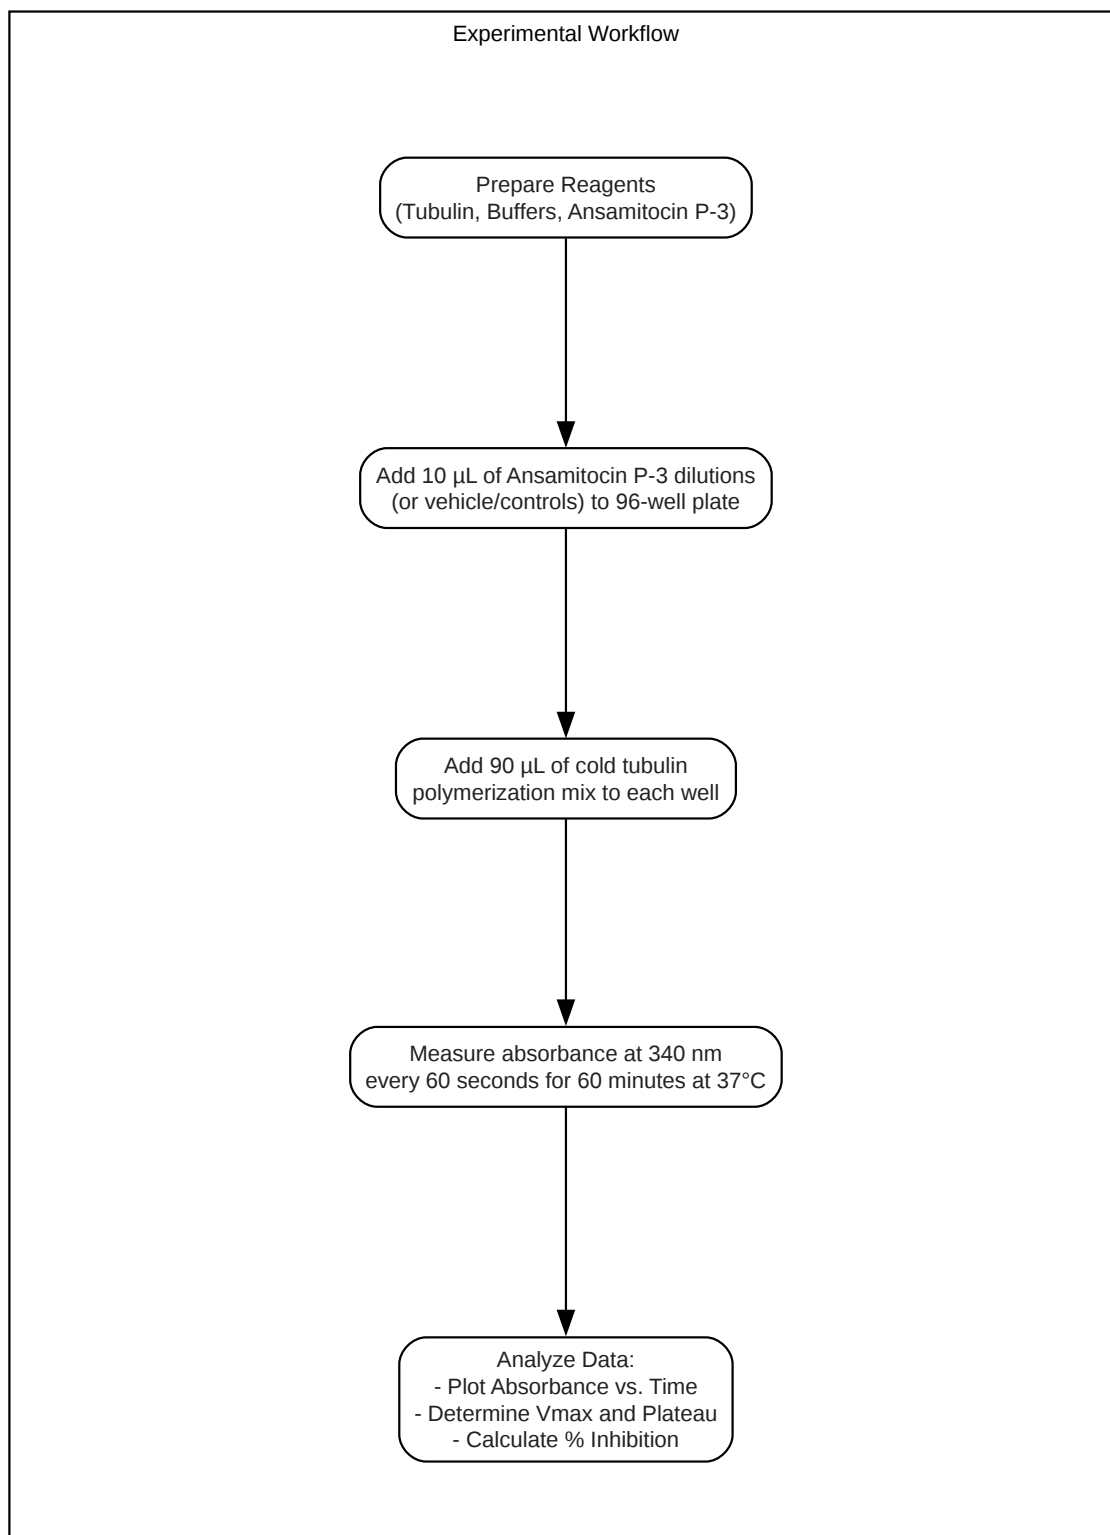 Experimental Workflow
Prepare Reagents
(Tubulin, Buffers, Ansamitocin P-3)
Add 10 µL of Ansamitocin P-3 dilutions
(or vehicle/controls) to 96-well plate
Add 90 µL of cold tubulin
polymerization mix to each well
Measure absorbance at 340 nm
every 60 seconds for 60 minutes at 37°C
Analyze Data:
- Plot Absorbance vs. Time
- Determine Vmax and Plateau
- Calculate % Inhibition